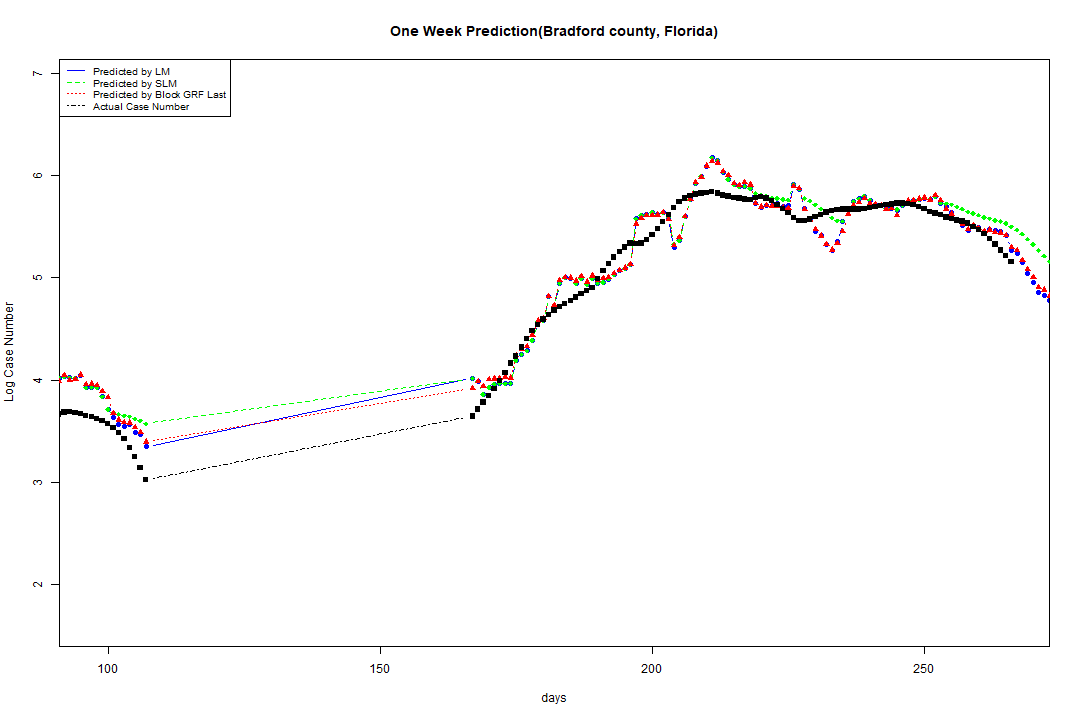 One Week Prediction(Bradford county, Florida)
Predicted by LM
Predicted by SLM
Predicted by Block GRF Last
Actual Case Number
7
6
5
4
3
2
Log Case Number
100 150 200 250
days